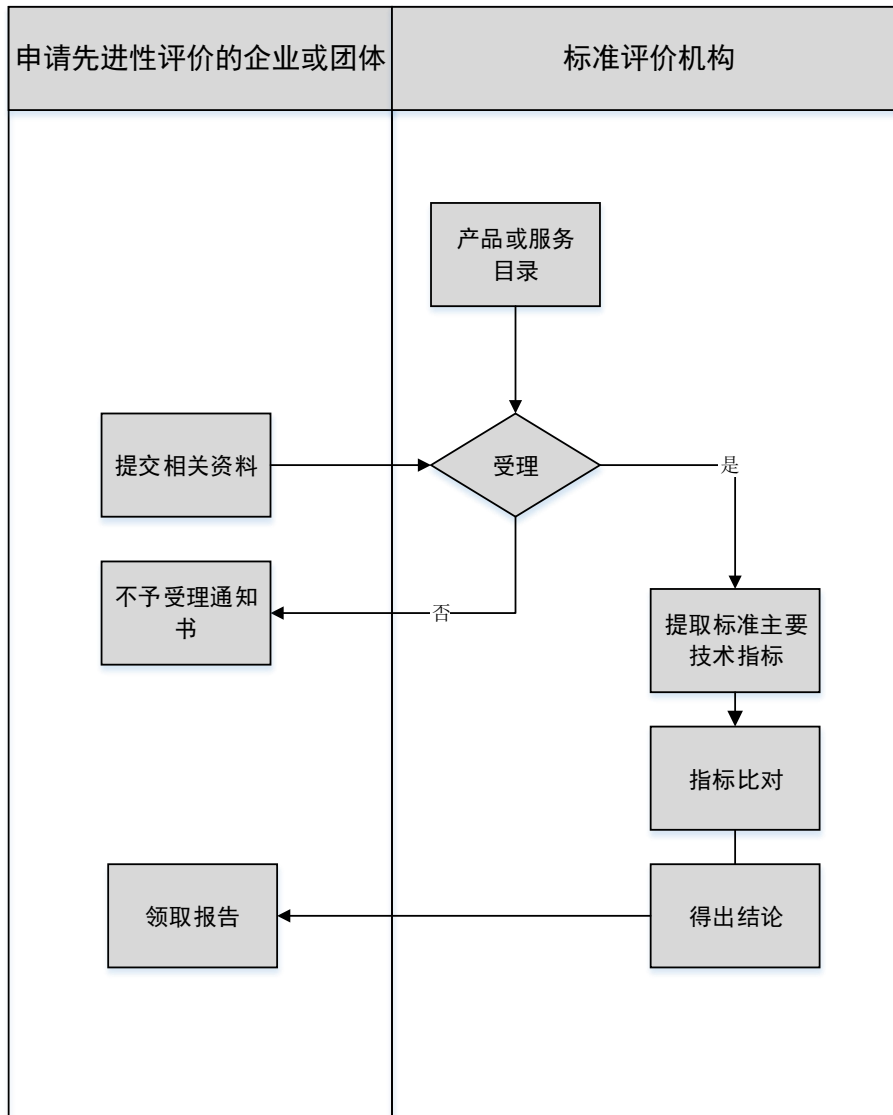 申请先进性评价的企业或团体
标准评价机构
产品或服务
目录
提交相关资料
受理
是
不予受理通知
书
否
提取标准主要
技术指标
指标比对
领取报告
得出结论